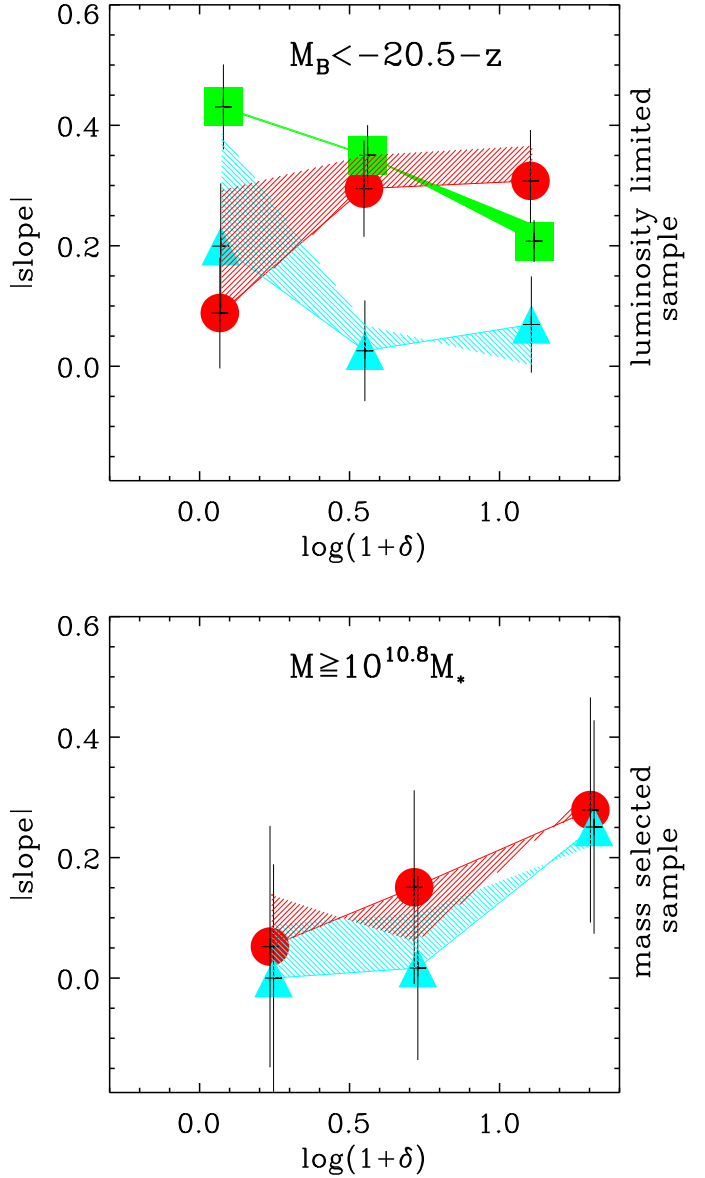 0.6
M_B<−20.5−z
0.4
0.2
0.0
|slope|
luminosity limited
sample
0.0 0.5 1.0
log(1+δ)
0.6
M≧10^10.8M_*
0.4
0.2
0.0
|slope|
mass selected
sample
0.0 0.5 1.0
log(1+δ)